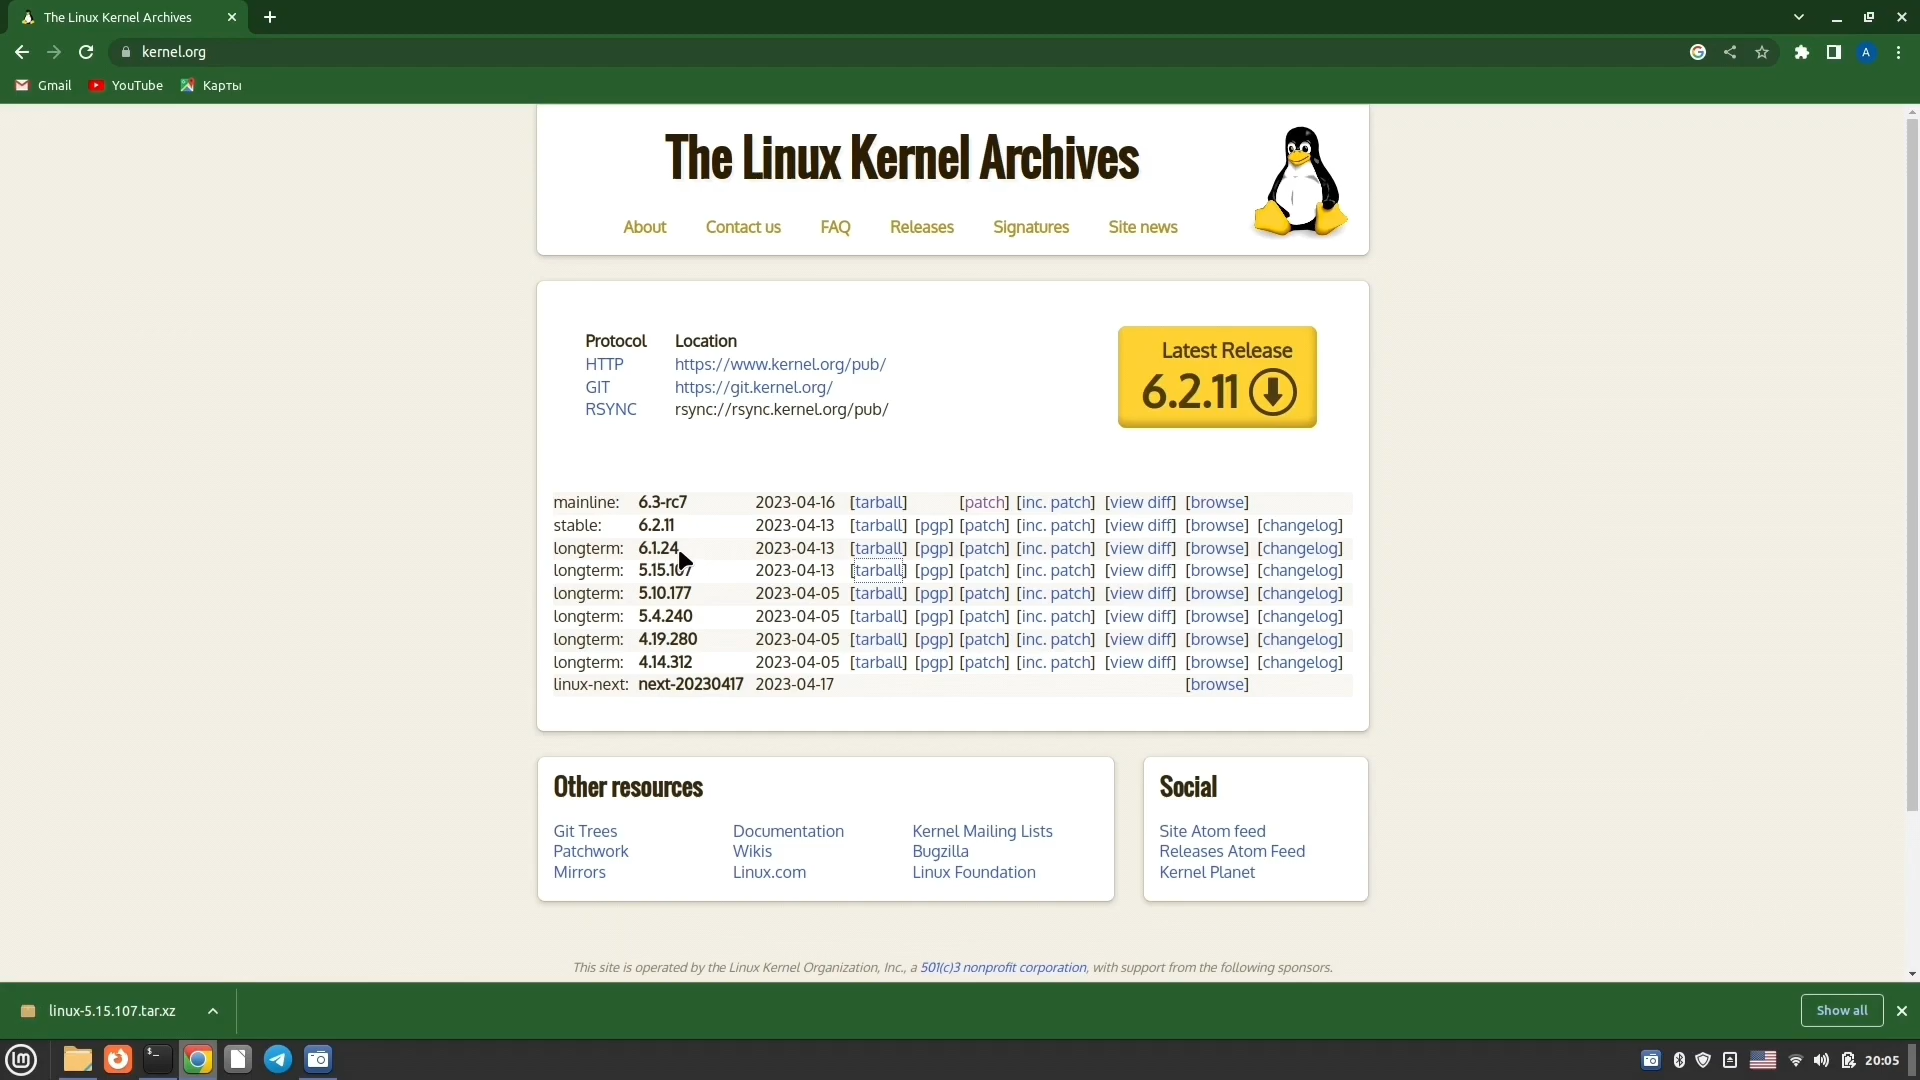 The Linux Kernel Archives
kernel.org
A
Gmail YouTube Карты
The Linux Kernel Archives
About Contact us FAQ Releases Signatures Site news
Protocol Location
HTTP https://www.kernel.org/pub/
GIT https://git.kernel.org/
RSYNC rsync://rsync.kernel.org/pub/
Latest Release
6.2.11
mainline: 6.3-rc7 2023-04-16 [tarball] [patch] [inc. patch] [view diff] [browse]
stable: 6.2.11 2023-04-13 [tarball] [pgp] [patch] [inc. patch] [view diff] [browse] [changelog]
longterm: 6.1.24 2023-04-13 [tarball] [pgp] [patch] [inc. patch] [view diff] [browse] [changelog]
longterm: 5.15.107 2023-04-13 [tarball] [pgp] [patch] [inc. patch] [view diff] [browse] [changelog]
longterm: 5.10.177 2023-04-05 [tarball] [pgp] [patch] [inc. patch] [view diff] [browse] [changelog]
longterm: 5.4.240 2023-04-05 [tarball] [pgp] [patch] [inc. patch] [view diff] [browse] [changelog]
longterm: 4.19.280 2023-04-05 [tarball] [pgp] [patch] [inc. patch] [view diff] [browse] [changelog]
longterm: 4.14.312 2023-04-05 [tarball] [pgp] [patch] [inc. patch] [view diff] [browse] [changelog]
linux-next: next-20230417 2023-04-17 [browse]
Other resources
Git Trees Documentation Kernel Mailing Lists
Patchwork Wikis Bugzilla
Mirrors Linux.com Linux Foundation
Social
Site Atom feed
Releases Atom Feed
Kernel Planet
This site is operated by the Linux Kernel Organization, Inc., a 501(c)3 nonprofit corporation, with support from the following sponsors.
linux-5.15.107.tar.xz Show all
20:05